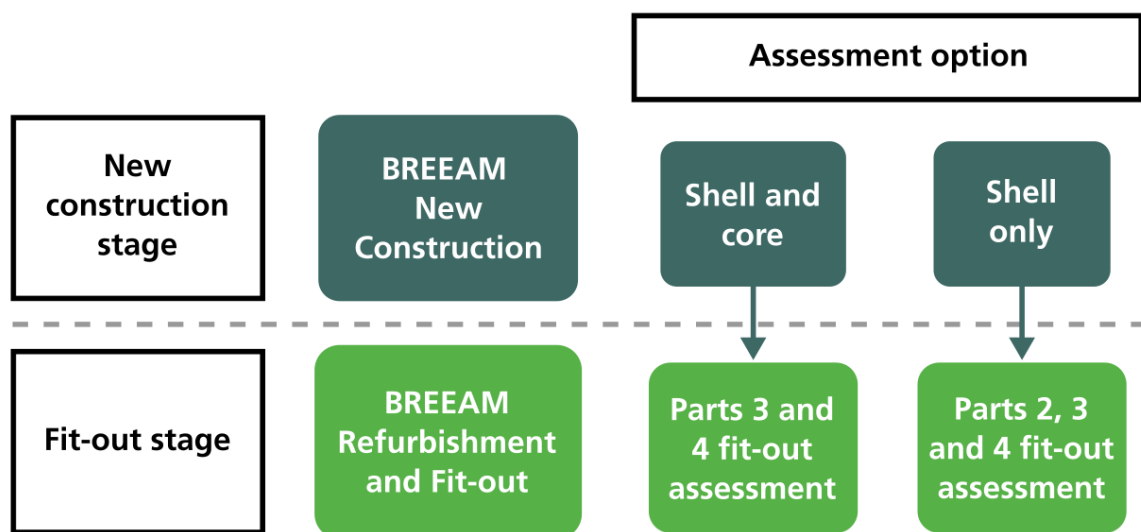 Assessment option
New
construction
stage
BREEAM
New
Construction
Shell and
core
Shell
only
Fit-out stage
BREEAM
Refurbishment
and Fit-out
Parts 3 and
4 fit-out
assessment
Parts 2, 3
and 4 fit-out
assessment